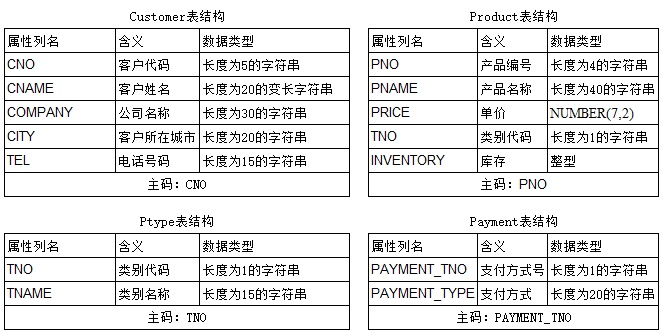 Customer表结构
属性列名 含义 数据类型
CNO 客户代码 长度为5的字符串
CNAME 客户姓名 长度为20的变长字符串
COMPANY 公司名称 长度为30的字符串
CITY 客户所在城市 长度为20的字符串
TEL 电话号码 长度为15的字符串
主码：CNO
Product表结构
属性列名 含义 数据类型
PNO 产品编号 长度为4的字符串
PNAME 产品名称 长度为40的字符串
PRICE 单价 NUMBER(7,2)
TNO 类别代码 长度为1的字符串
INVENTORY 库存 整型
主码：PNO
Ptype表结构
属性列名 含义 数据类型
TNO 类别代码 长度为1的字符串
TNAME 类别名称 长度为15的字符串
主码：TNO
Payment表结构
属性列名 含义 数据类型
PAYMENT_TNO 支付方式号 长度为1的字符串
PAYMENT_TYPE 支付方式 长度为20的字符串
主码：PAYMENT_TNO